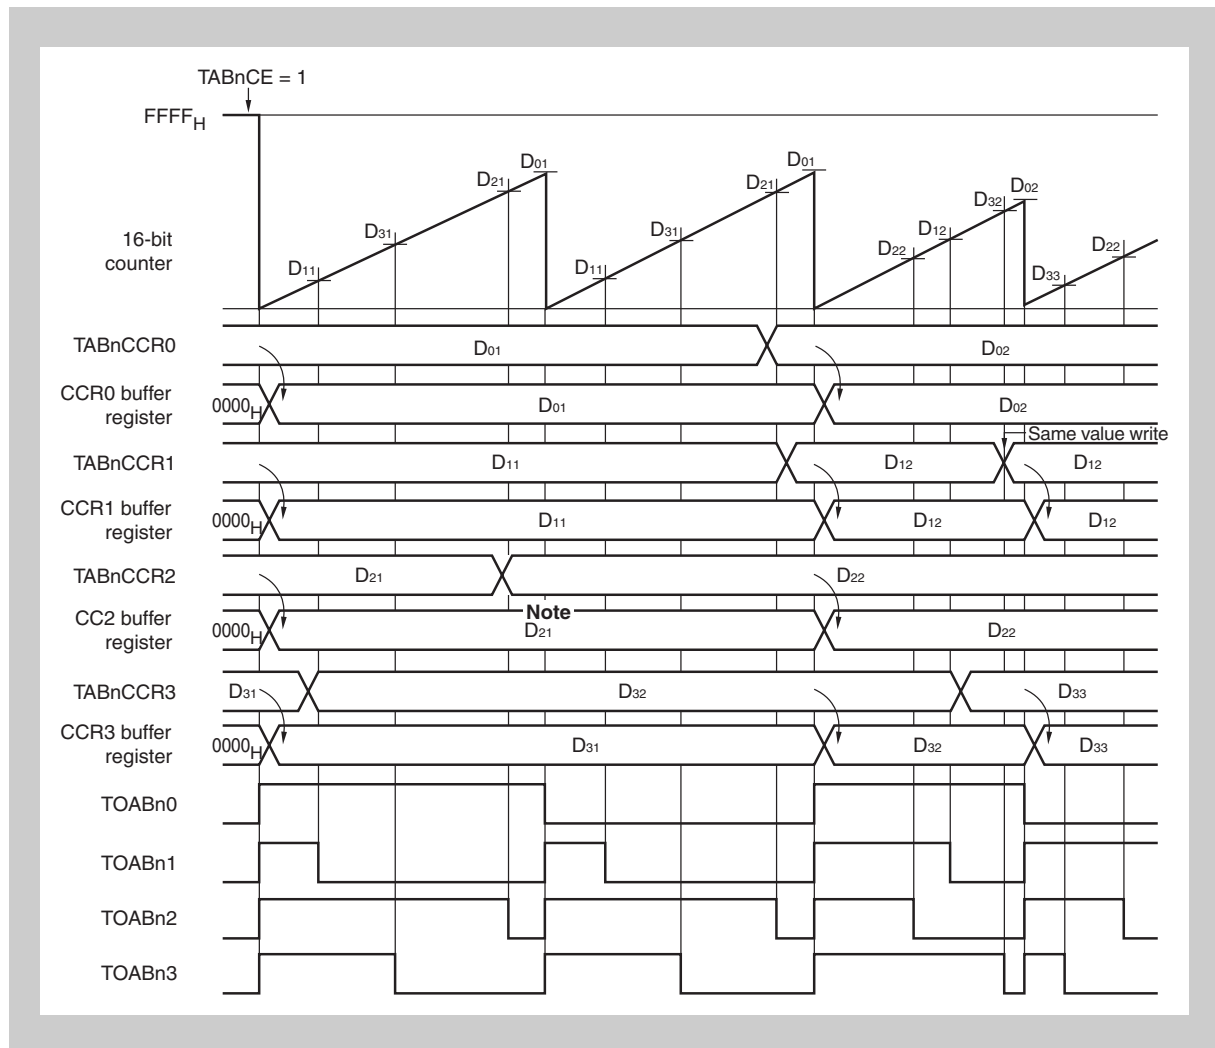 TABnCE = 1
FFFFH
D01 D01
D21 D21 D32 D02
D31 D31 D12 D22
16-bit counter
D22
D11 D11 D33
TABnCCR0 D01 D02
CCR0 buffer register 0000H D01 D02
Same value write
TABnCCR1 D11 D12 D12
CCR1 buffer register 0000H D11 D12 D12
TABnCCR2 D21 D22
Note
CC2 buffer register 0000H D21 D22
TABnCCR3 D31 D32 D33
CCR3 buffer register 0000H D31 D32 D33
TOABn0
TOABn1
TOABn2
TOABn3